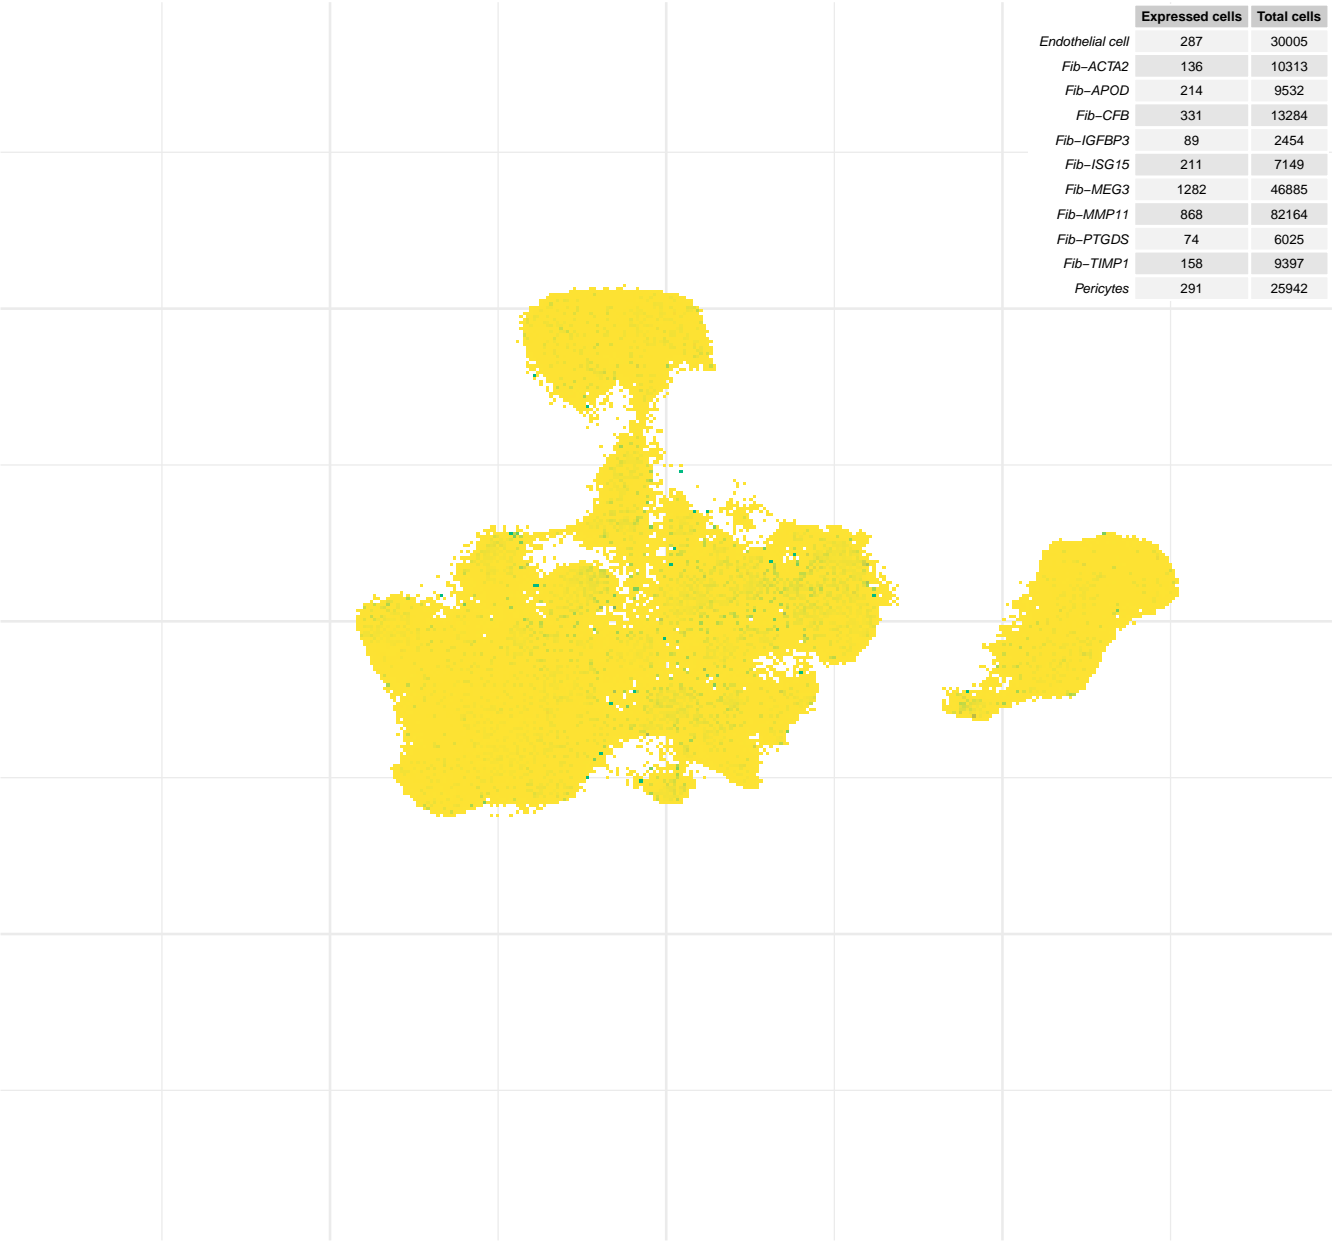 Expressed cells Total cells
Endothelial cell 287 30005
Fib−ACTA2 136 10313
Fib−APOD 214 9532
Fib−CFB 331 13284
Fib−IGFBP3 89 2454
Fib−ISG15 211 7149
Fib−MEG3 1282 46885
Fib−MMP11 868 82164
Fib−PTGDS 74 6025
Fib−TIMP1 158 9397
Pericytes 291 25942